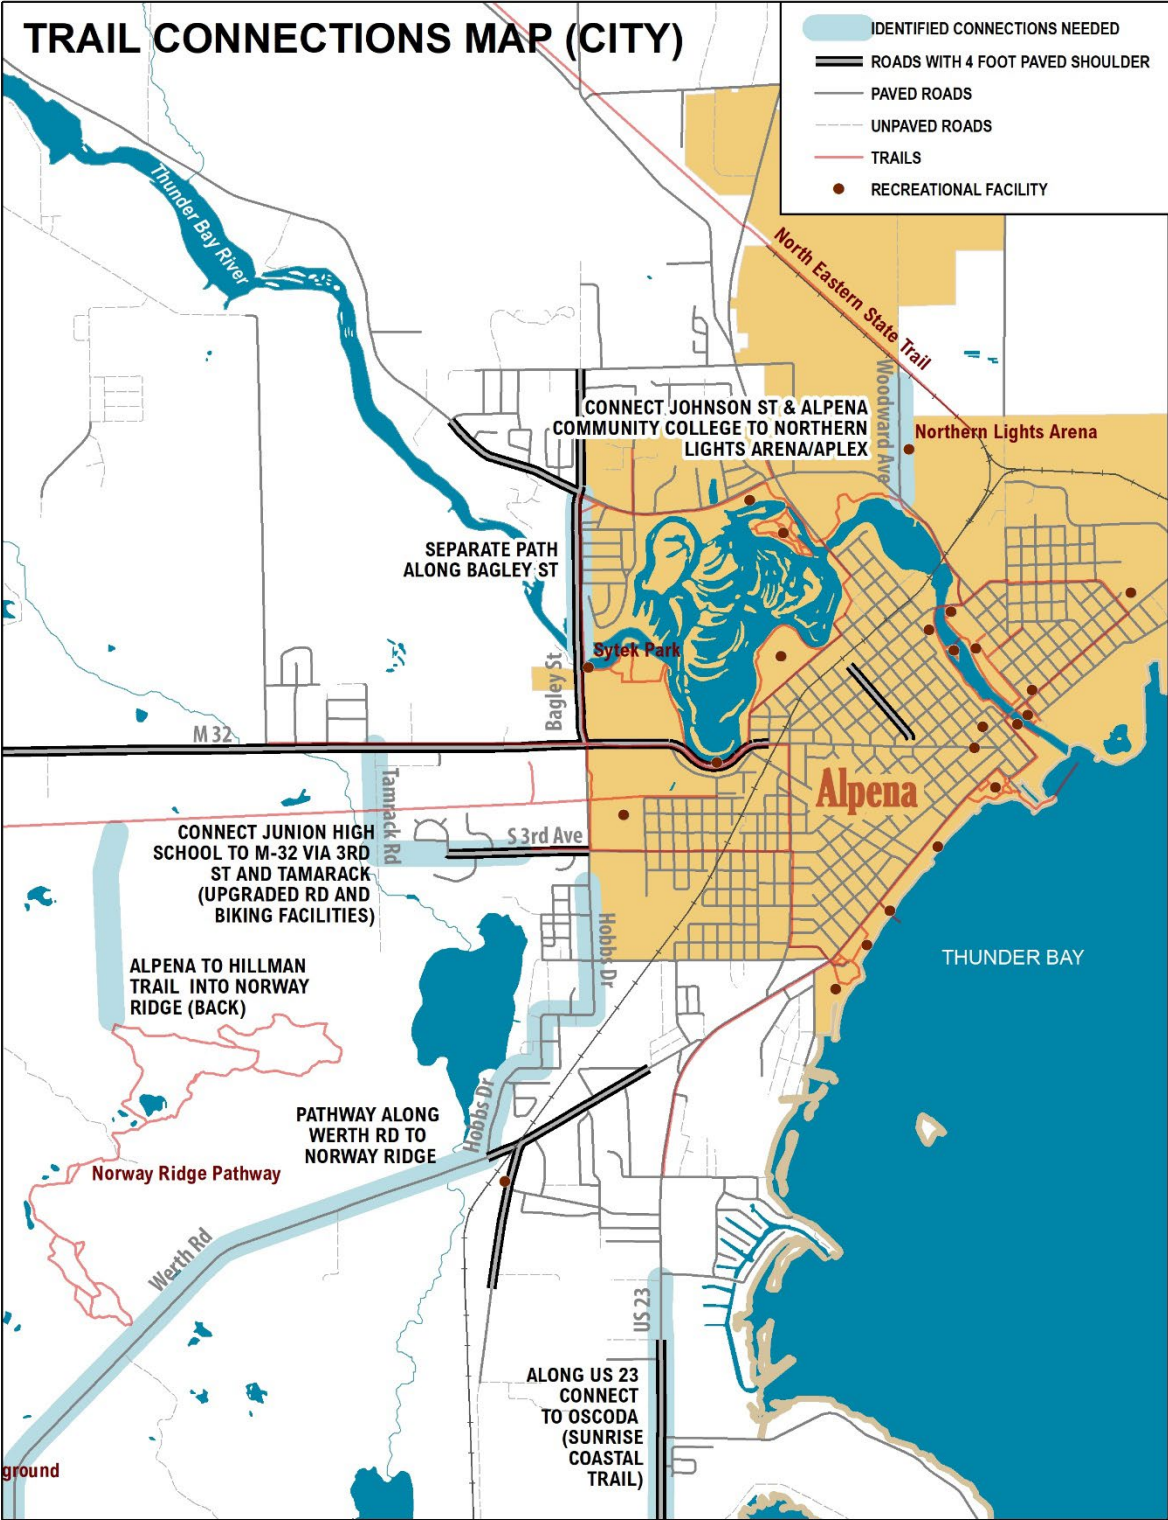 TRAIL CONNECTIONS MAP (CITY)
IDENTIFIED CONNECTIONS NEEDED
ROADS WITH 4 FOOT PAVED SHOULDER
PAVED ROADS
UNPAVED ROADS
TRAILS
RECREATIONAL FACILITY
Thunder Bay River
North Eastern State Trail
Woodward Ave
CONNECT JOHNSON ST & ALPENA
COMMUNITY COLLEGE TO NORTHERN
LIGHTS ARENA/APLEX
Northern Lights Arena
SEPARATE PATH
ALONG BAGLEY ST
Sytek Park
Bagley St
M 32
Tamrack Rd
Alpena
CONNECT JUNION HIGH
SCHOOL TO M-32 VIA 3RD
ST AND TAMARACK
(UPGRADED RD AND
BIKING FACILITIES)
S 3rd Ave
Hobbs Dr
THUNDER BAY
ALPENA TO HILLMAN
TRAIL INTO NORWAY
RIDGE (BACK)
Hobbs Dr
PATHWAY ALONG
WERTH RD TO
NORWAY RIDGE
Norway Ridge Pathway
Werth Rd
US 23
ALONG US 23
CONNECT
TO OSCODA
(SUNRISE
COASTAL
TRAIL)
ground